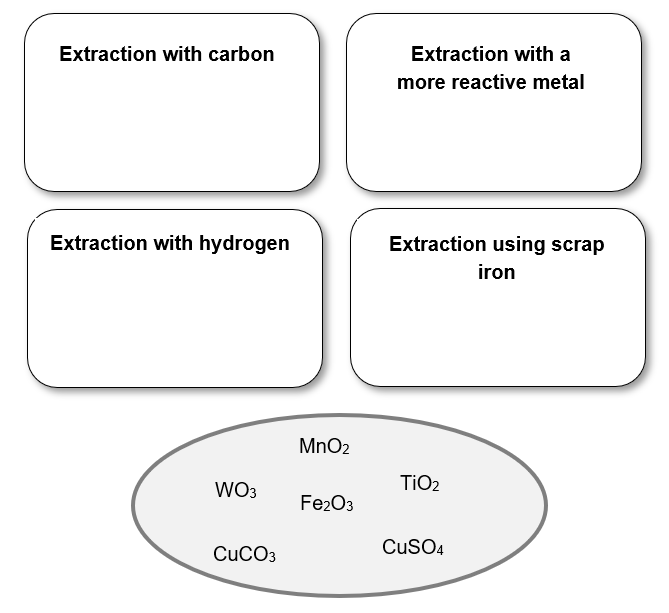 Extraction with carbon
Extraction with a
more reactive metal
Extraction with hydrogen
Extraction using scrap
iron
MnO₂
WO₃
TiO₂
Fe₂O₃
CuCO₃
CuSO₄